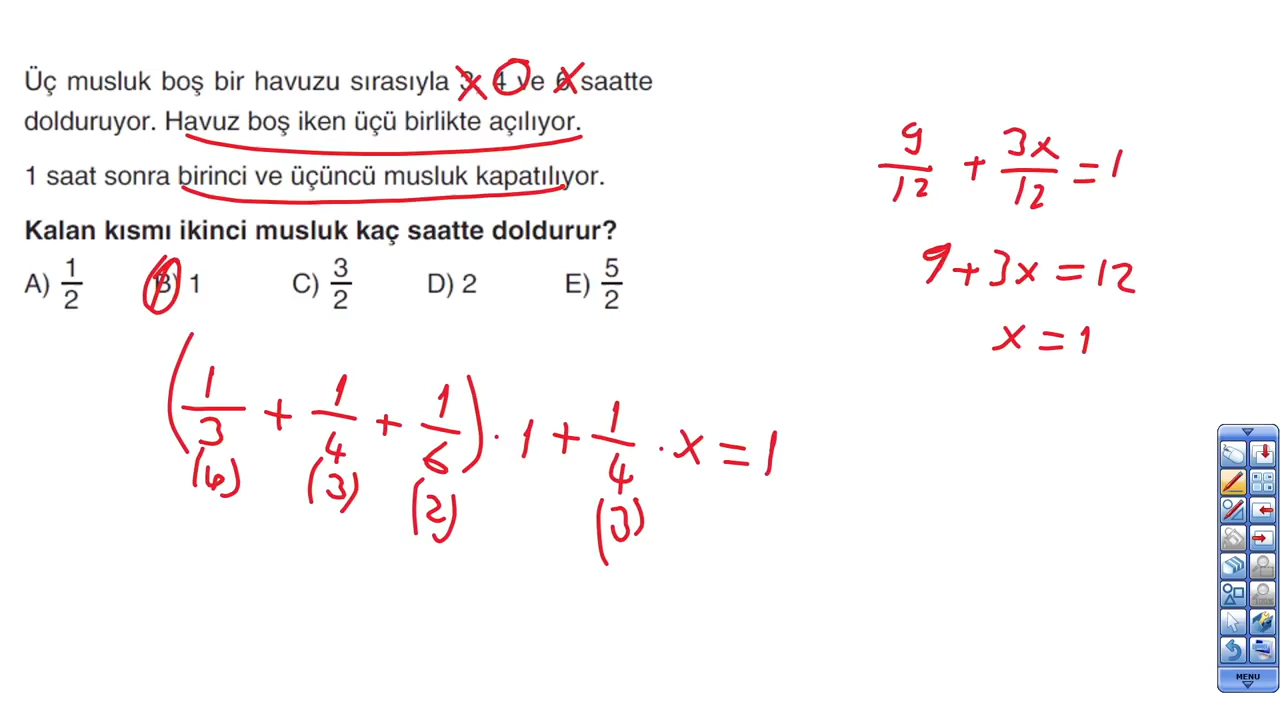 Üç musluk boş bir havuzu sırasıyla 3, 4 ve 6 saatte
dolduruyor. Havuz boş iken üçü birlikte açılıyor.
1 saat sonra birinci ve üçüncü musluk kapatılıyor.
Kalan kısmı ikinci musluk kaç saatte doldurur?
A) 1/2 B) 1 C) 3/2 D) 2 E) 5/2
(1/3 + 1/4 + 1/6) · 1 + 1/4 · x = 1
(4) (3) (2) (3)
9/12 + 3x/12 = 1
9 + 3x = 12
x = 1
MENU